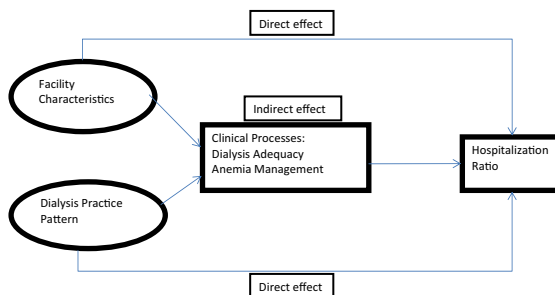 Direct effect
Facility
Characteristics
Indirect effect
Clinical Processes:
Dialysis Adequacy
Anemia Management
Hospitalization
Ratio
Dialysis Practice
Pattern
Direct effect